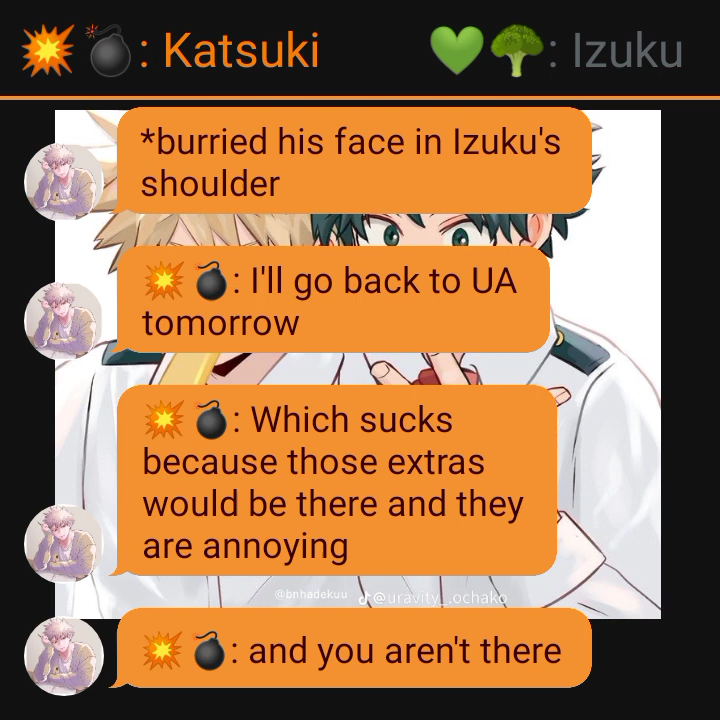 💥💣: Katsuki
💚🥦: Izuku
*burried his face in Izuku's
shoulder
💥💣: I'll go back to UA
tomorrow
💥💣: Which sucks
because those extras
would be there and they
are annoying
@bnhadekuu
@uravity_.ochako
💥💣: and you aren't there